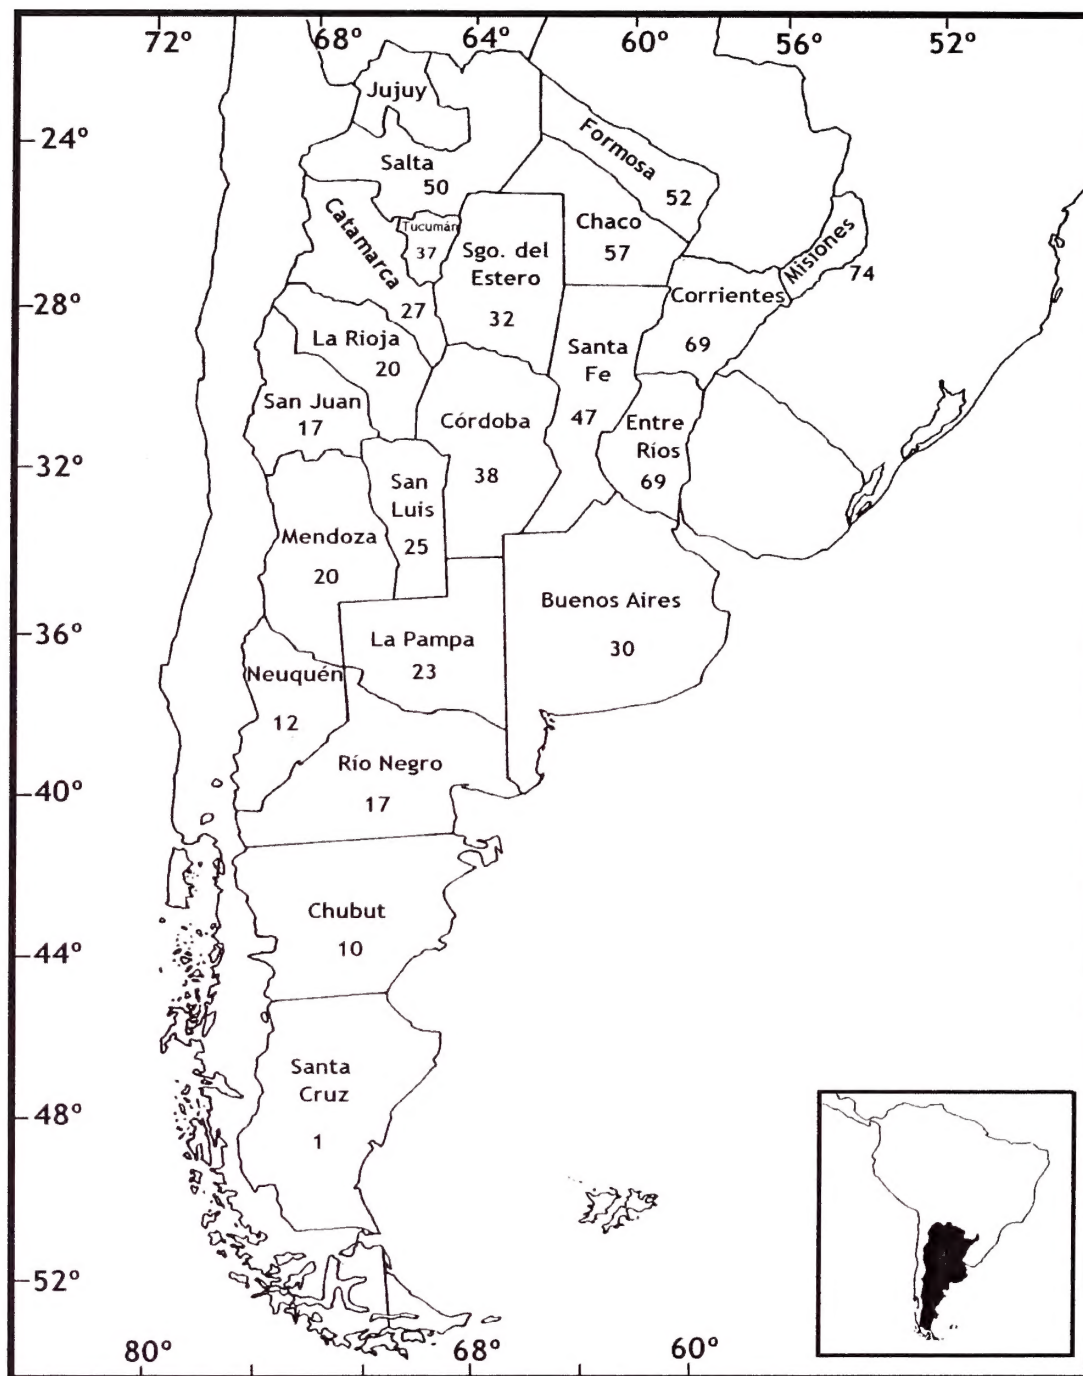 72° 68° 64° 60° 56° 52°
Jujuy
24°
Formosa
Salta
50
52
Catamarca
Tucumán
37
Chaco
57
Sgo. del
Estero
32
Misiones
74
27
28°
Corrientes
69
La Rioja
20
Santa
Fe
47
San Juan
17
Córdoba
38
Entre
Ríos
69
32°
San
Luis
25
Mendoza
20
Buenos Aires
30
36°
La Pampa
23
Neuquén
12
Río Negro
17
40°
Chubut
10
44°
Santa
Cruz
1
48°
52°
80° 68° 60°